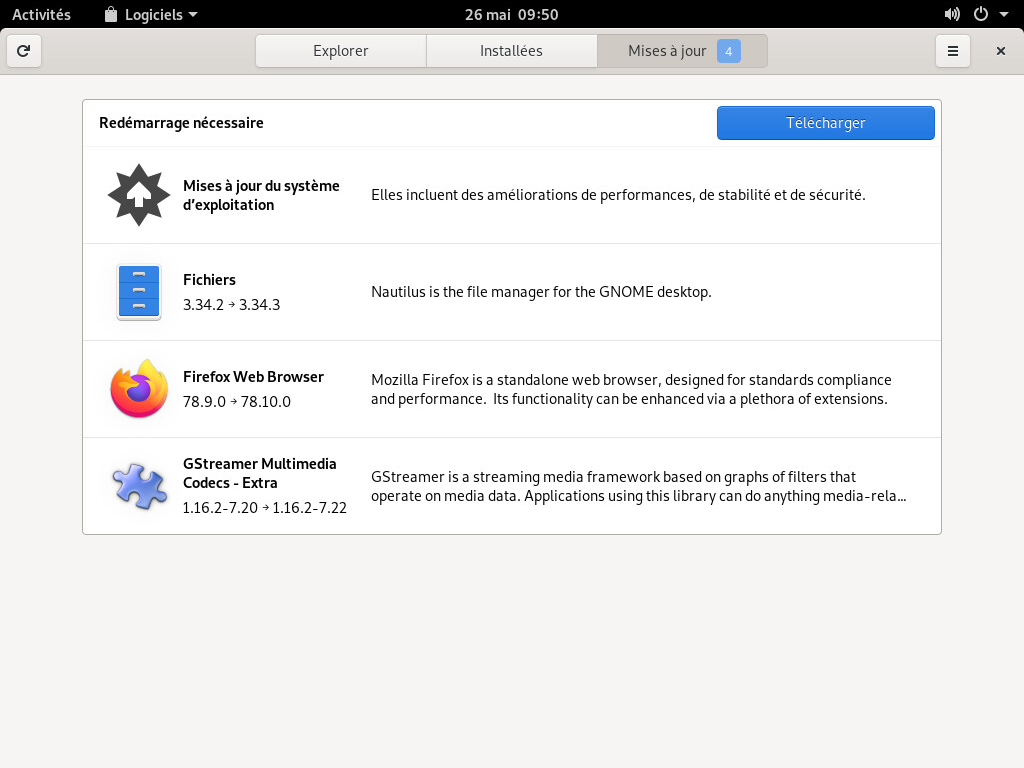 Activités Logiciels 26 mai 09:50
Explorer Installées Mises à jour 4
Redémarrage nécessaire Télécharger
Mises à jour du système
d’exploitation
Elles incluent des améliorations de performances, de stabilité et de sécurité.
Fichiers
3.34.2 → 3.34.3
Nautilus is the file manager for the GNOME desktop.
Firefox Web Browser
78.9.0 → 78.10.0
Mozilla Firefox is a standalone web browser, designed for standards compliance
and performance.  Its functionality can be enhanced via a plethora of extensions.
GStreamer Multimedia
Codecs - Extra
1.16.2-7.20 → 1.16.2-7.22
GStreamer is a streaming media framework based on graphs of filters that
operate on media data. Applications using this library can do anything media-rela…